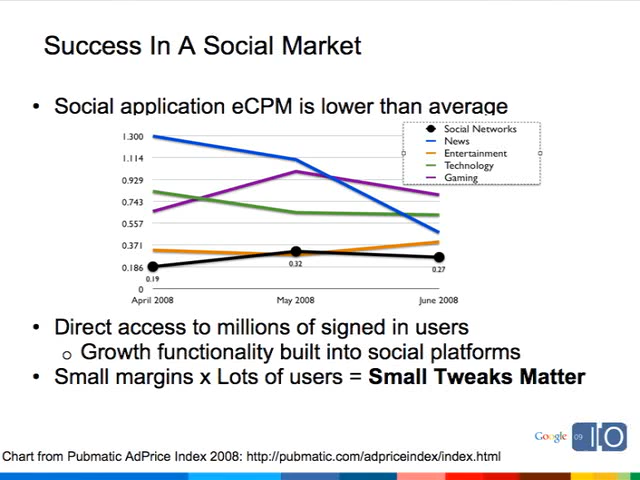 Success In A Social Market
• Social application eCPM is lower than average
Social Networks
News
Entertainment
Technology
Gaming
1.300
1.114
0.929
0.743
0.557
0.371
0.186
0
0.19
0.32
0.27
April 2008
May 2008
June 2008
• Direct access to millions of signed in users
o Growth functionality built into social platforms
• Small margins x Lots of users = Small Tweaks Matter
Google 09 I/O
Chart from Pubmatic AdPrice Index 2008: http://pubmatic.com/adpriceindex/index.html